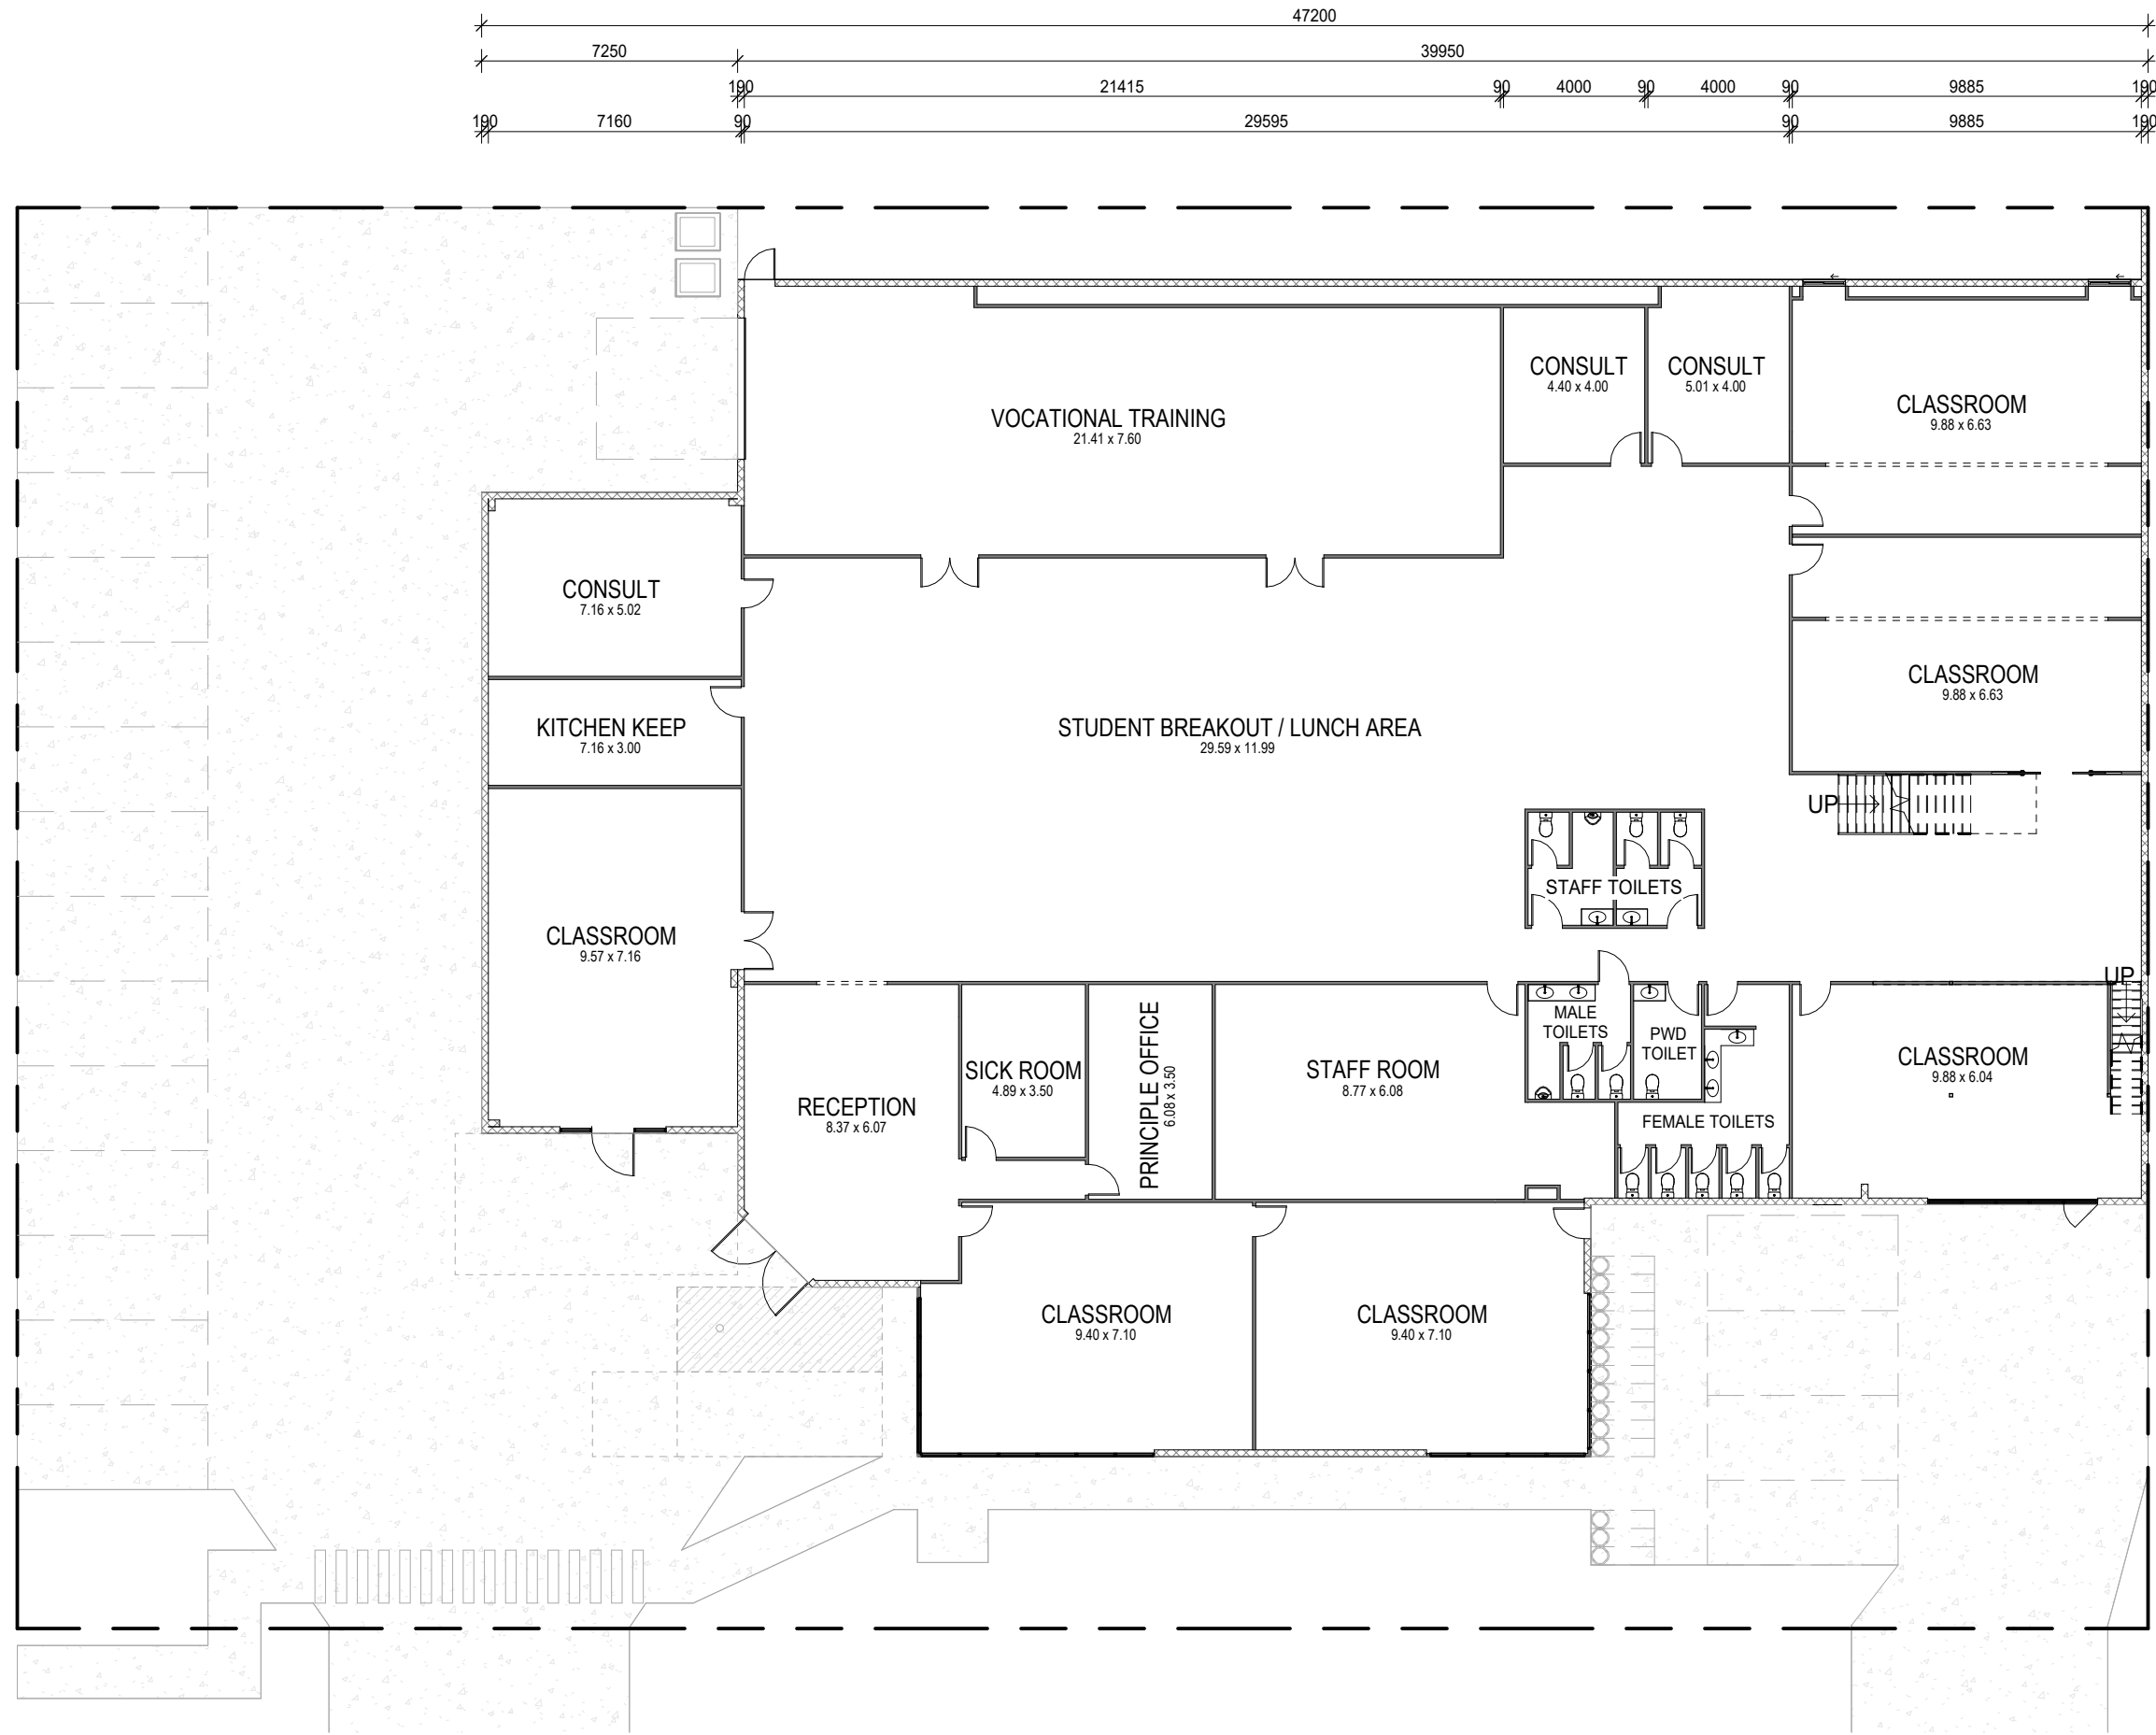 47200
7250
39950
190
21415
90
4000
90
4000
90
9885
190
190
7160
90
29595
90
9885
190
CONSULT
4.40 x 4.00
CONSULT
5.01 x 4.00
CLASSROOM
9.88 x 6.63
VOCATIONAL TRAINING
21.41 x 7.60
CONSULT
7.16 x 5.02
CLASSROOM
9.88 x 6.63
KITCHEN KEEP
7.16 x 3.00
STUDENT BREAKOUT / LUNCH AREA
29.59 x 11.99
UP
STAFF TOILETS
CLASSROOM
9.57 x 7.16
UP
MALE
TOILETS
PWD
TOILET
CLASSROOM
9.88 x 6.04
SICK ROOM
4.89 x 3.50
PRINCIPLE OFFICE
6.08 x 3.50
STAFF ROOM
8.77 x 6.08
RECEPTION
8.37 x 6.07
FEMALE TOILETS
CLASSROOM
9.40 x 7.10
CLASSROOM
9.40 x 7.10